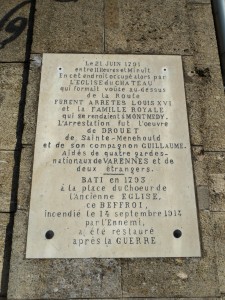 Le 21 JUIN 1791
entre 11 heures et Minuit
En cet endroit occupé alors par
L'EGLISE DU CHATEAU
qui formait voûte au dessus
de la Route
FURENT ARRETÉS LOUIS XVI
et la FAMILLE ROYALE
qui se rendaient à MONTMEDY.
L'arrestation fut l'œuvre
de DROUET
de Sainte-Menehould
et de son compagnon GUILLAUME.
Aidés de quatre gardes-
nationaux de VARENNES et de
deux étrangers.
BATI en 1793
à la place du Choeur de
l'Ancienne EGLISE,
ce BEFFROI,
incendié le 14 septembre 1914
par l'Ennemi,
a été restauré
après la GUERRE